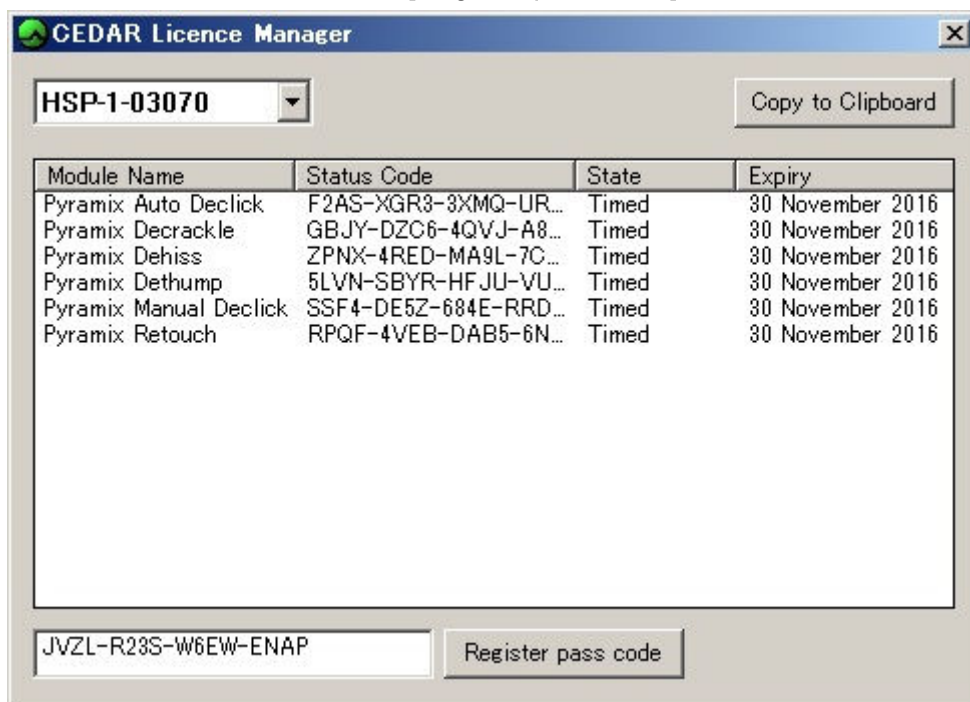 CEDAR Licence Manager
HSP-1-03070
Copy to Clipboard
Module Name Status Code State Expiry
Pyramix Auto Declick F2AS-XGR3-3XMQ-UR... Timed 30 November 2016
Pyramix Decrackle GBJY-DZC6-4QVJ-A8... Timed 30 November 2016
Pyramix Dehiss ZPNX-4RED-MA9L-7C... Timed 30 November 2016
Pyramix Dethump 5LVN-SBYR-HFJU-VU... Timed 30 November 2016
Pyramix Manual Declick SSF4-DE5Z-684E-RRD... Timed 30 November 2016
Pyramix Retouch RPQF-4VEB-DAB5-6N... Timed 30 November 2016
JVZL-R23S-W6EW-ENAP
Register pass code